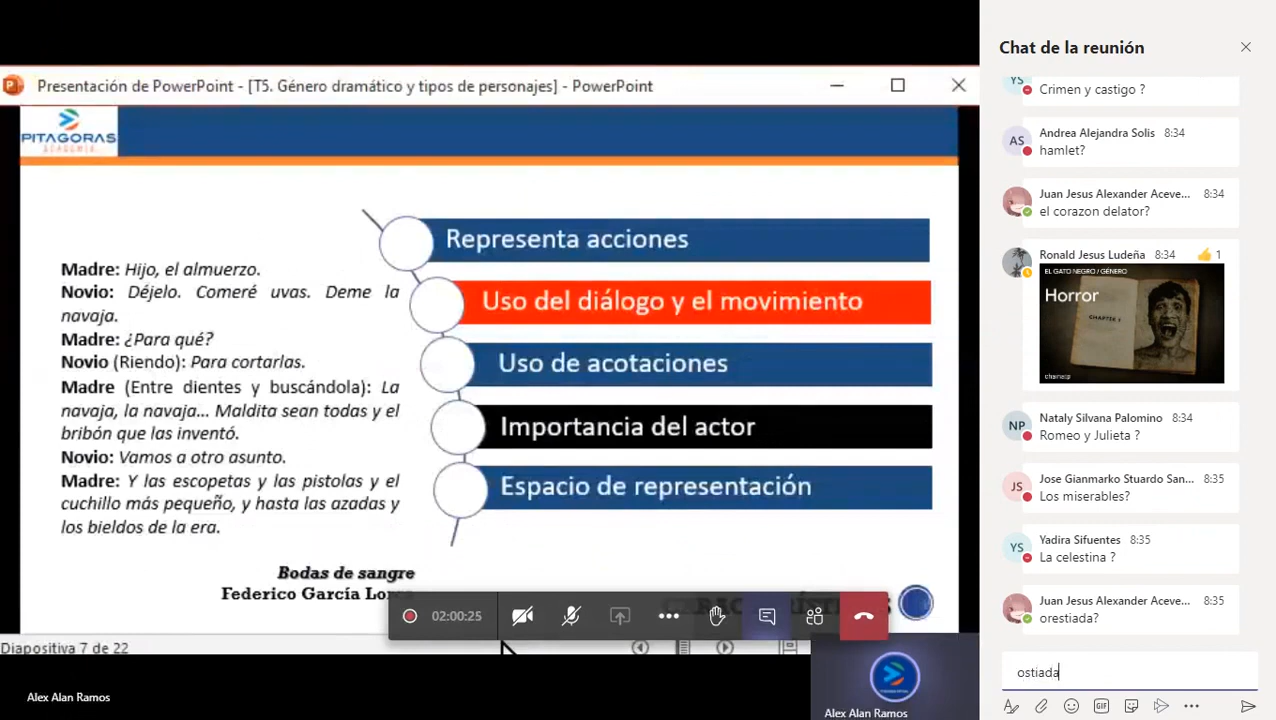 Presentación de PowerPoint - [T5. Género dramático y tipos de personajes] - PowerPoint
PITAGORAS
ACADEMIA
Madre: Hijo, el almuerzo.
Novio: Déjelo. Comeré uvas. Deme la
navaja.
Madre: ¿Para qué?
Novio (Riendo): Para cortarlas.
Madre (Entre dientes y buscándola): La
navaja, la navaja... Maldita sean todas y el
bribón que las inventó.
Novio: Vamos a otro asunto.
Madre: Y las escopetas y las pistolas y el
cuchillo más pequeño, y hasta las azadas y
los bieldos de la era.
Bodas de sangre
Federico García
Representa acciones
Uso del diálogo y el movimiento
Uso de acotaciones
Importancia del actor
Espacio de representación
02:00:25
Diapositiva 7 de 22
Alex Alan Ramos
Alex Alan Ramos
Chat de la reunión
YS
Crimen y castigo ?
AS
Andrea Alejandra Solis 8:34
hamlet?
Juan Jesus Alexander Aceve... 8:34
el corazon delator?
Ronald Jesus Ludeña 8:34 1
EL GATO NEGRO / GÉNERO
Horror
CHAPTER 1
NP
Nataly Silvana Palomino 8:34
Romeo y Julieta ?
JS
Jose Gianmarko Stuardo San... 8:35
Los miserables?
YS
Yadira Sifuentes 8:35
La celestina ?
Juan Jesus Alexander Aceve... 8:35
orestiada?
ostiada
GIF